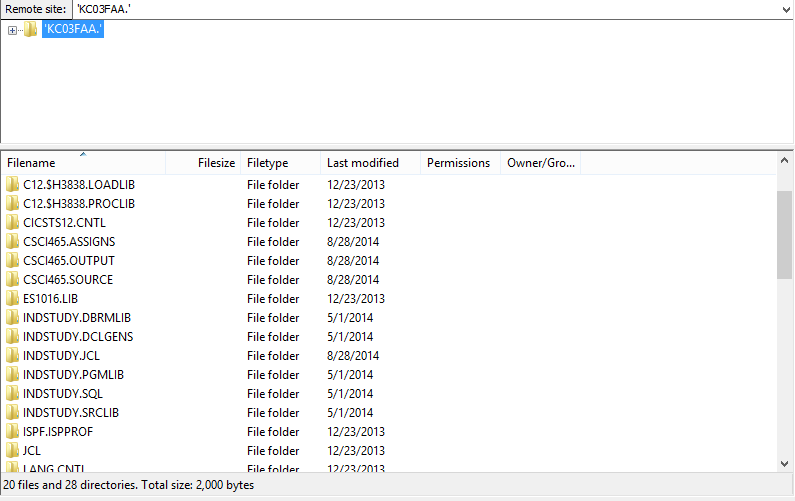 Remote site: 'KC03FAA.'
'KC03FAA.'
Filename Filesize Filetype Last modified Permissions Owner/Gro...
C12.$H3838.LOADLIB File folder 12/23/2013
C12.$H3838.PROCLIB File folder 12/23/2013
CICSTS12.CNTL File folder 12/23/2013
CSCI465.ASSIGNS File folder 8/28/2014
CSCI465.OUTPUT File folder 8/28/2014
CSCI465.SOURCE File folder 8/28/2014
ES1016.LIB File folder 12/23/2013
INDSTUDY.DBRMLIB File folder 5/1/2014
INDSTUDY.DCLGENS File folder 5/1/2014
INDSTUDY.JCL File folder 8/28/2014
INDSTUDY.PGMLIB File folder 5/1/2014
INDSTUDY.SQL File folder 5/1/2014
INDSTUDY.SRCLIB File folder 5/1/2014
ISPF.ISPPROF File folder 12/23/2013
JCL File folder 12/23/2013
LANG.CNTL File folder 12/23/2013
20 files and 28 directories. Total size: 2,000 bytes